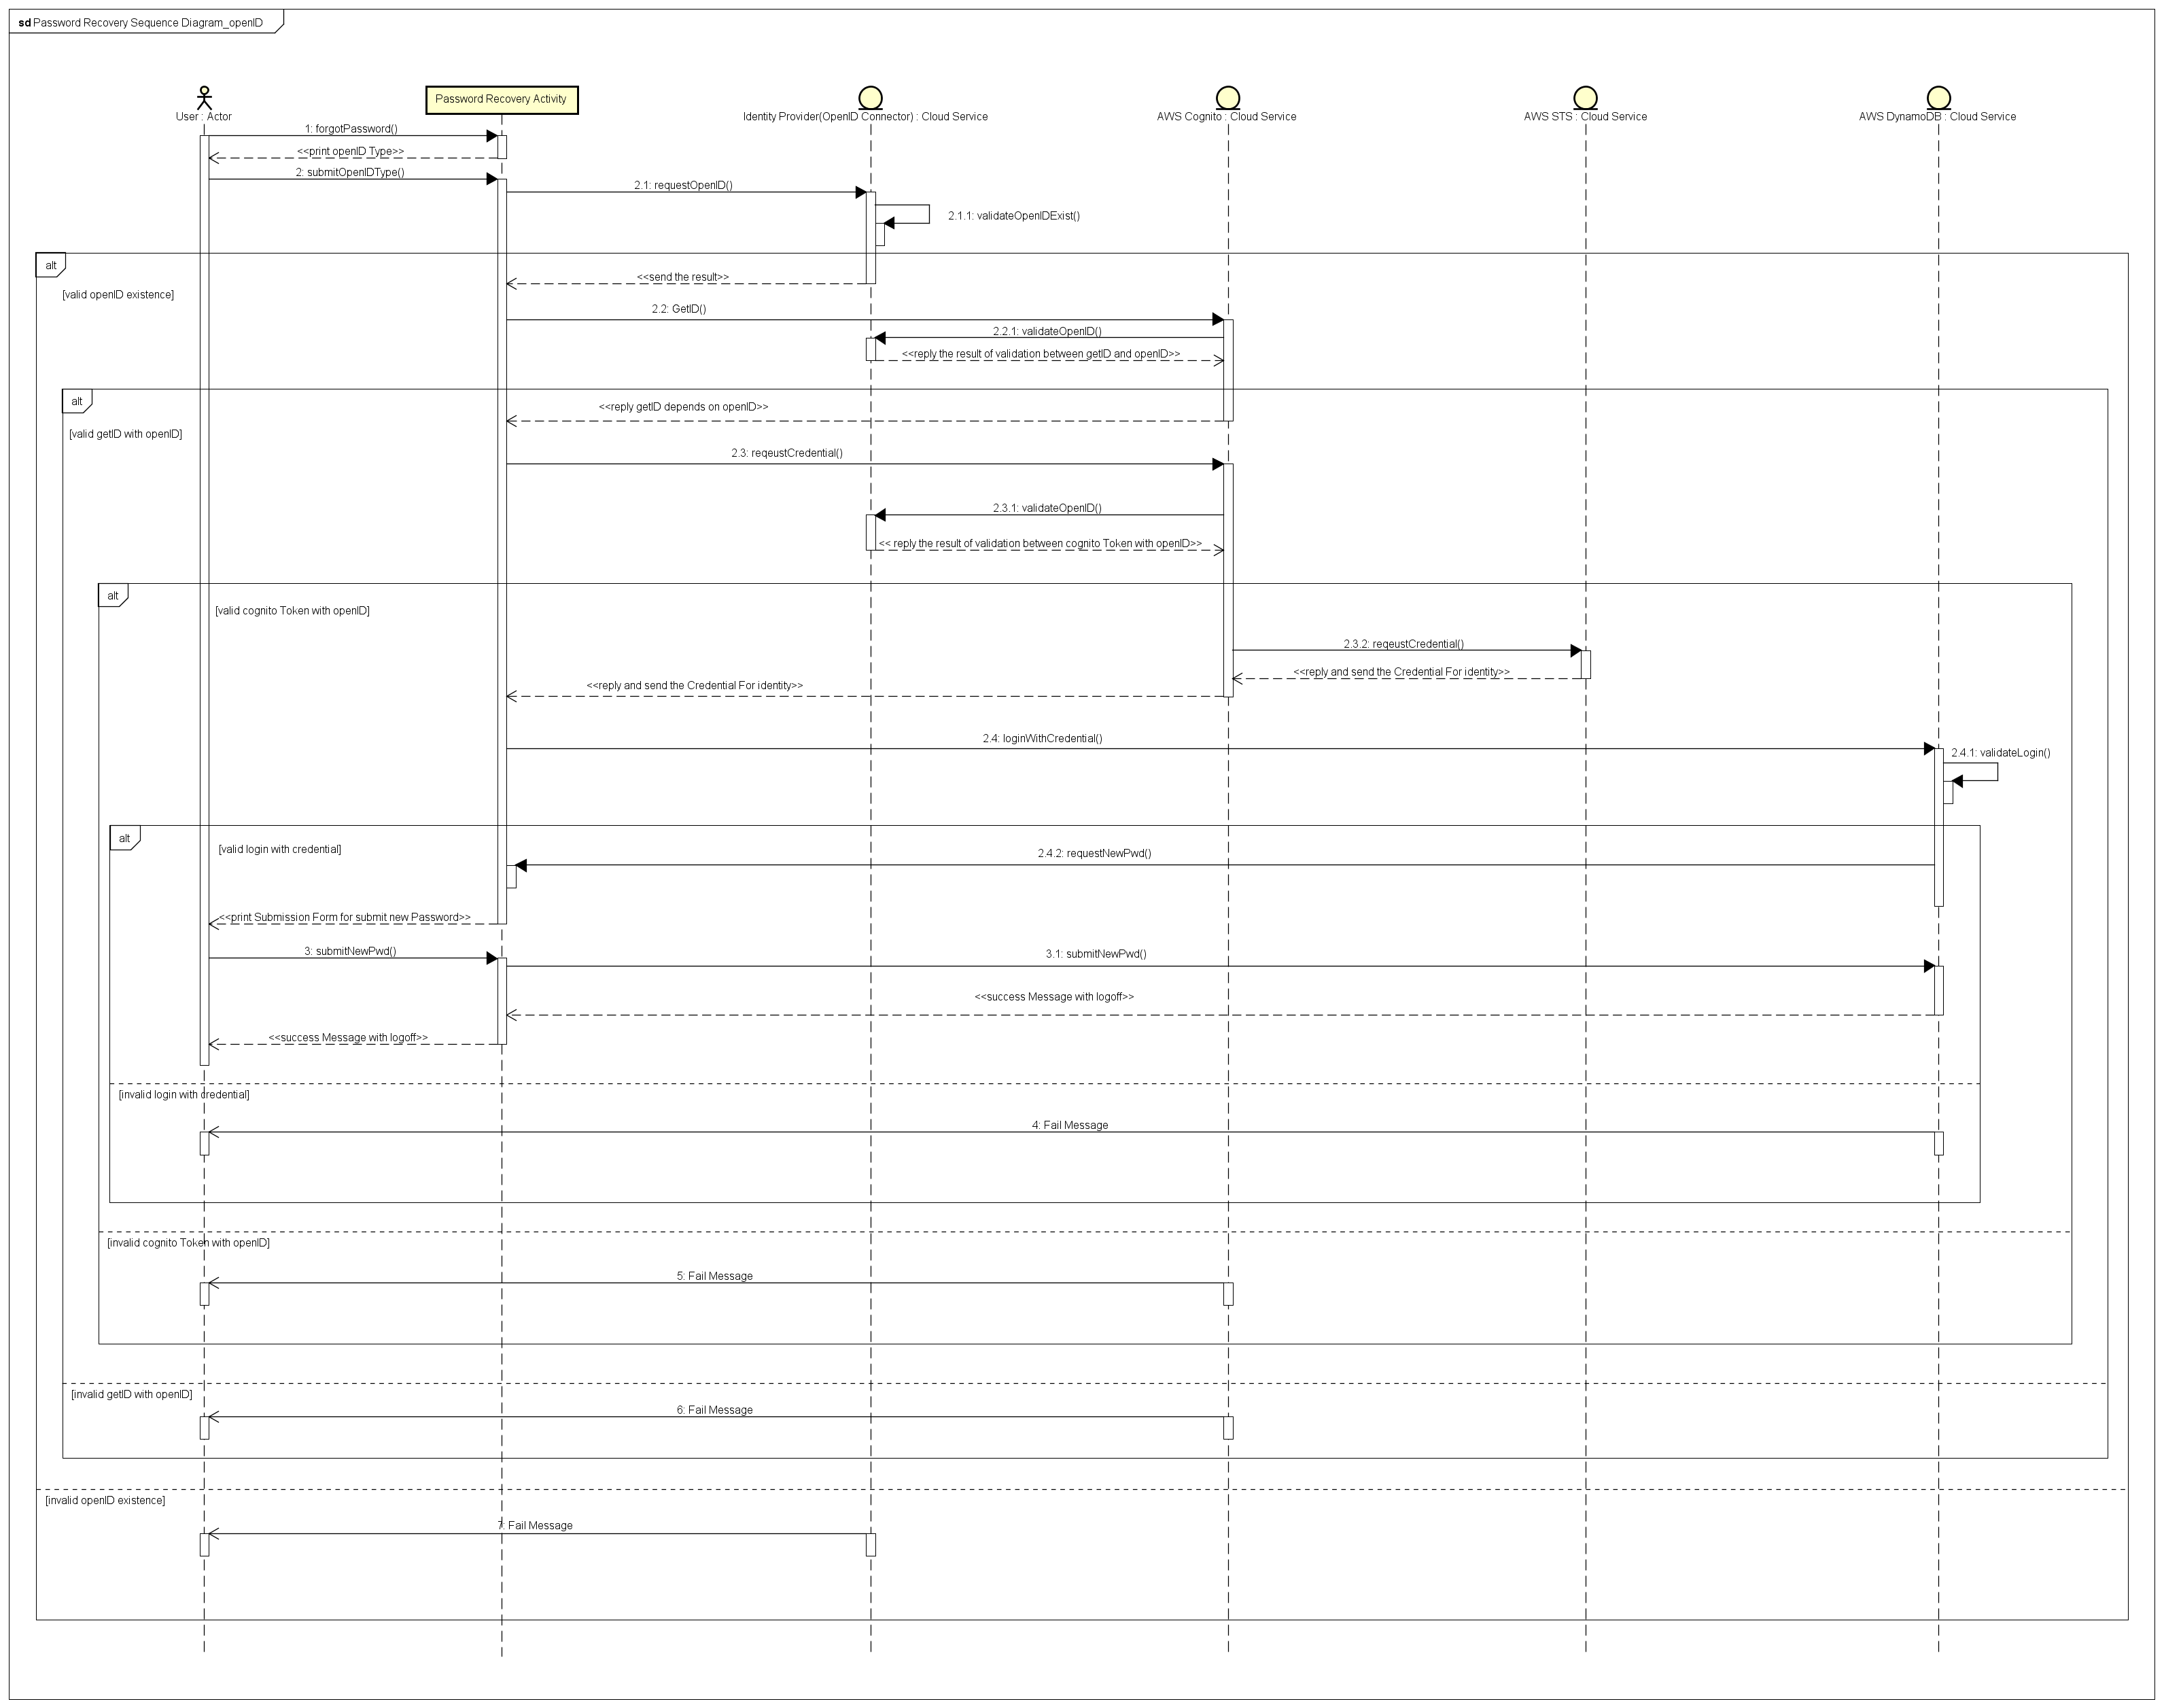 sd Password Recovery Sequence Diagram_openID
User : Actor
Password Recovery Activity
Identity Provider(OpenID Connector) : Cloud Service
AWS Cognito : Cloud Service
AWS STS : Cloud Service
AWS DynamoDB : Cloud Service
1: forgotPassword()
<<print openID Type>>
2: submitOpenIDType()
2.1: requestOpenID()
2.1.1: validateOpenIDExist()
alt
<<send the result>>
[valid openID existence]
2.2: GetID()
2.2.1: validateOpenID()
<<reply the result of validation between getID and openID>>
alt
<<reply getID depends on openID>>
[valid getID with openID]
2.3: reqeustCredential()
2.3.1: validateOpenID()
<< reply the result of validation between cognito Token with openID>>
alt
[valid cognito Token with openID]
2.3.2: reqeustCredential()
<<reply and send the Credential For identity>>
<<reply and send the Credential For identity>>
2.4: loginWithCredential()
2.4.1: validateLogin()
alt
[valid login with credential]
2.4.2: requestNewPwd()
<<print Submission Form for submit new Password>>
3: submitNewPwd()
3.1: submitNewPwd()
<<success Message with logoff>>
<<success Message with logoff>>
[invalid login with credential]
4: Fail Message
[invalid cognito Token with openID]
5: Fail Message
[invalid getID with openID]
6: Fail Message
[invalid openID existence]
7: Fail Message